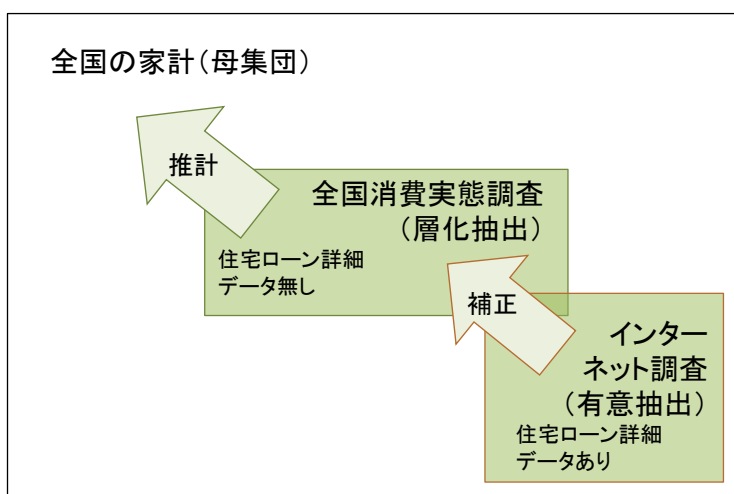 全国の家計（母集団）
推計
全国消費実態調査
（層化抽出）
住宅ローン詳細
データ無し
補正
インター
ネット調査
（有意抽出）
住宅ローン詳細
データあり